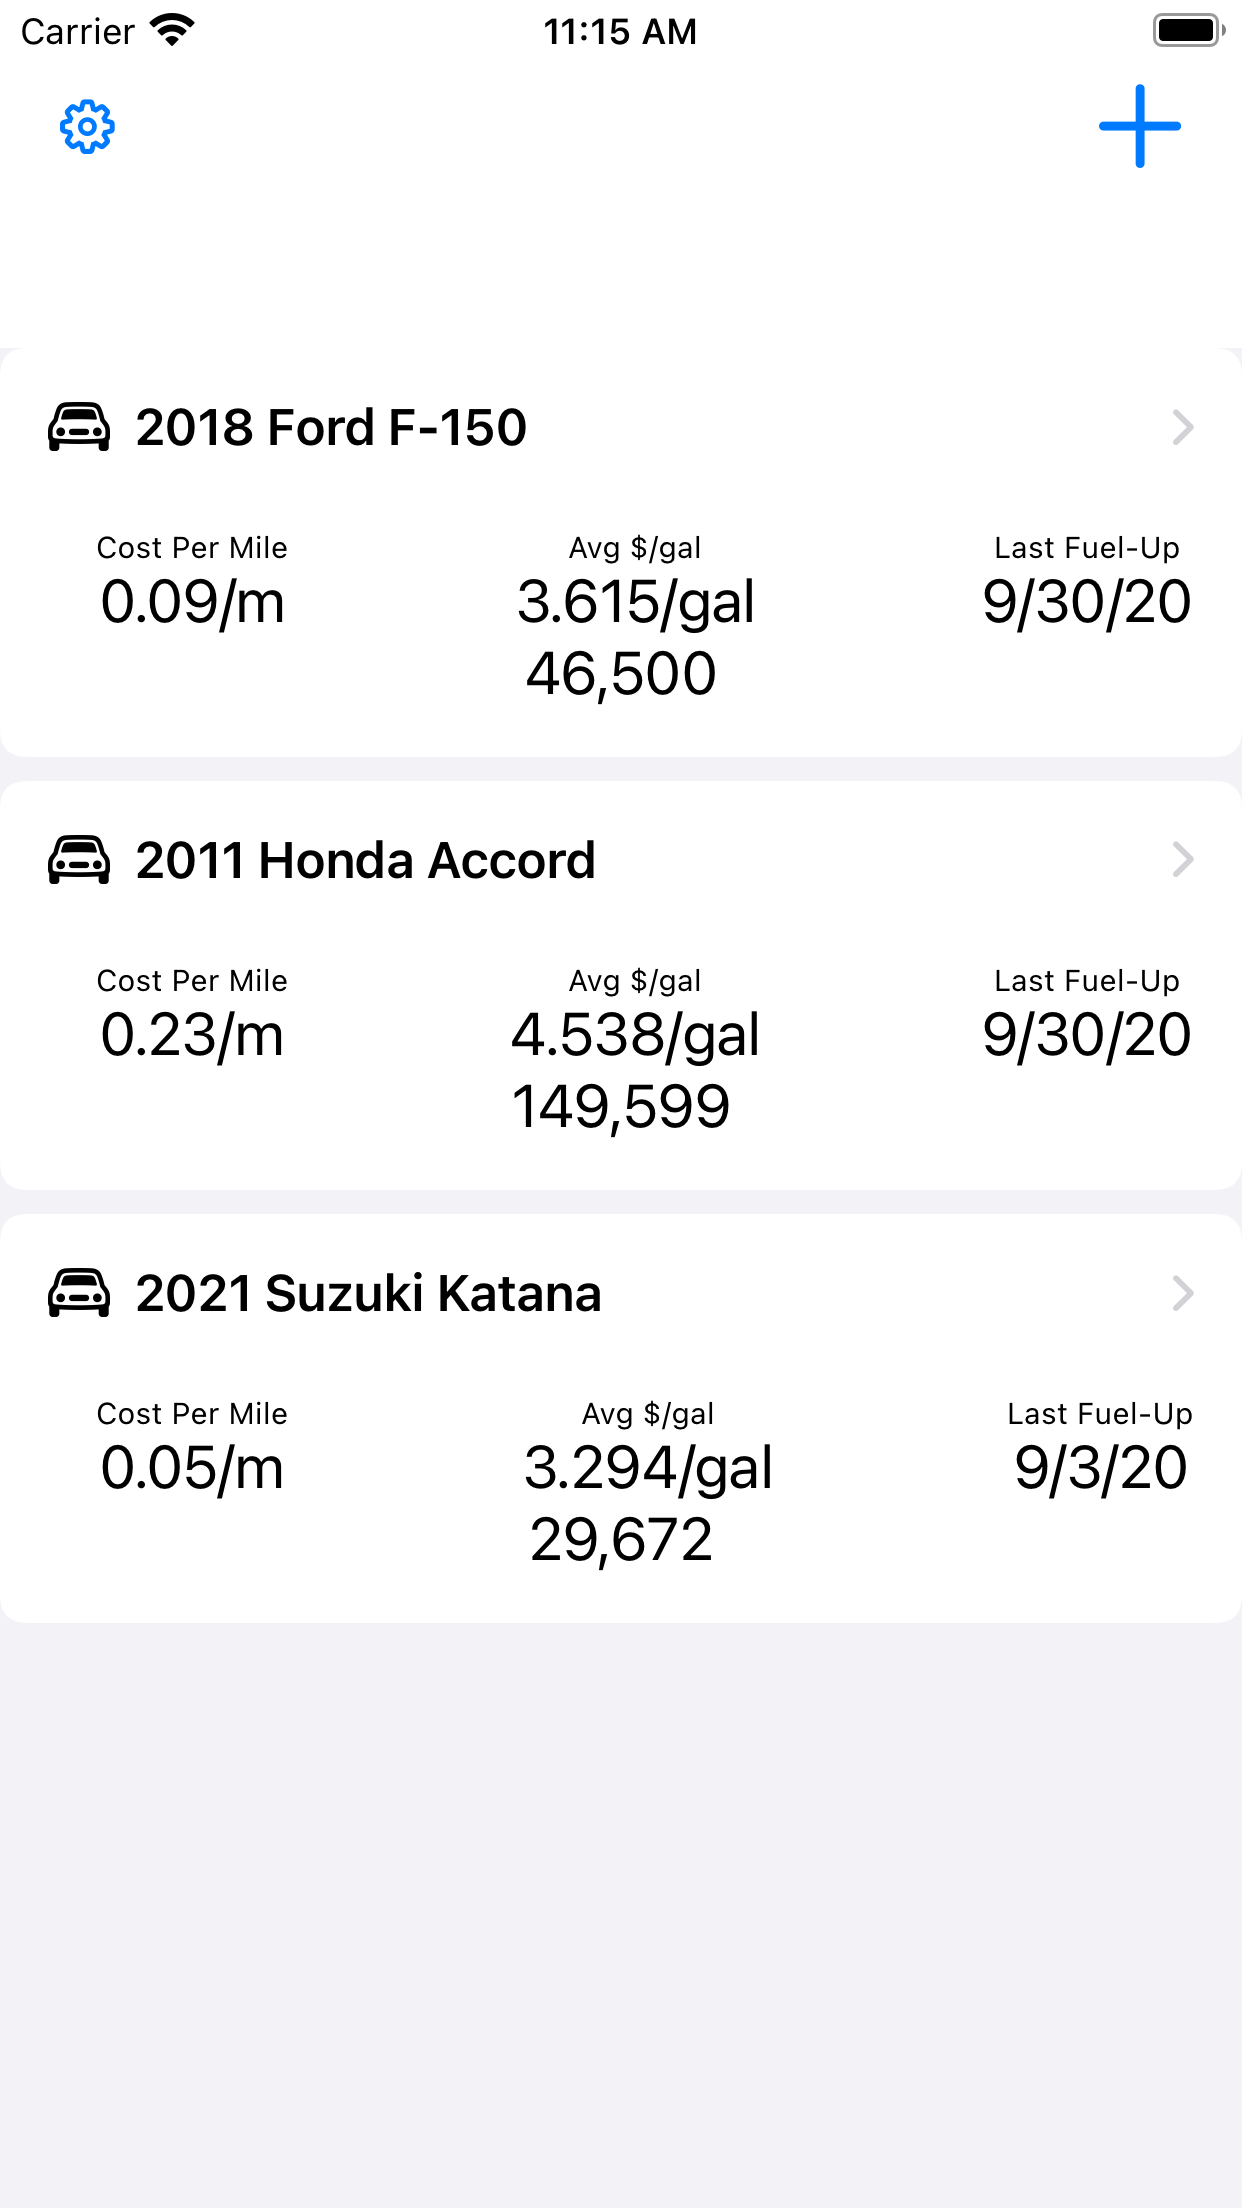 Carrier 11:15 AM
2018 Ford F-150
Cost Per Mile Avg $/gal Last Fuel-Up
0.09/m 3.615/gal 9/30/20
46,500
2011 Honda Accord
Cost Per Mile Avg $/gal Last Fuel-Up
0.23/m 4.538/gal 9/30/20
149,599
2021 Suzuki Katana
Cost Per Mile Avg $/gal Last Fuel-Up
0.05/m 3.294/gal 9/3/20
29,672